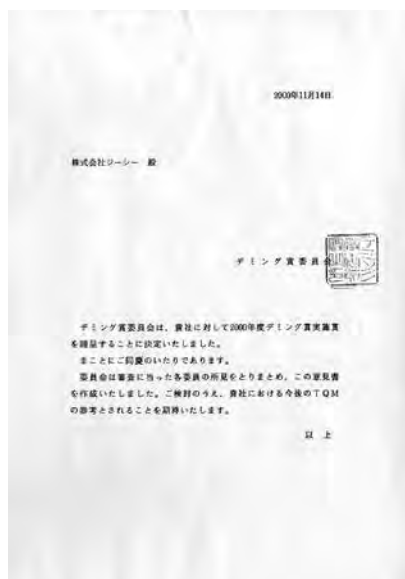 2000年11月14日
株式会社ジーシー 殿
デミング賞委員会
デミング賞委員会は、貴社に対して2000年度デミング賞実施賞
を贈呈することに決定いたしました。
まことにご同慶のいたりであります。
委員会は審査に当った各委員の所見をとりまとめ、この意見書
を作成いたしました。ご検討のうえ、貴社における今後のTQM
の参考とされることを期待いたします。
以 上